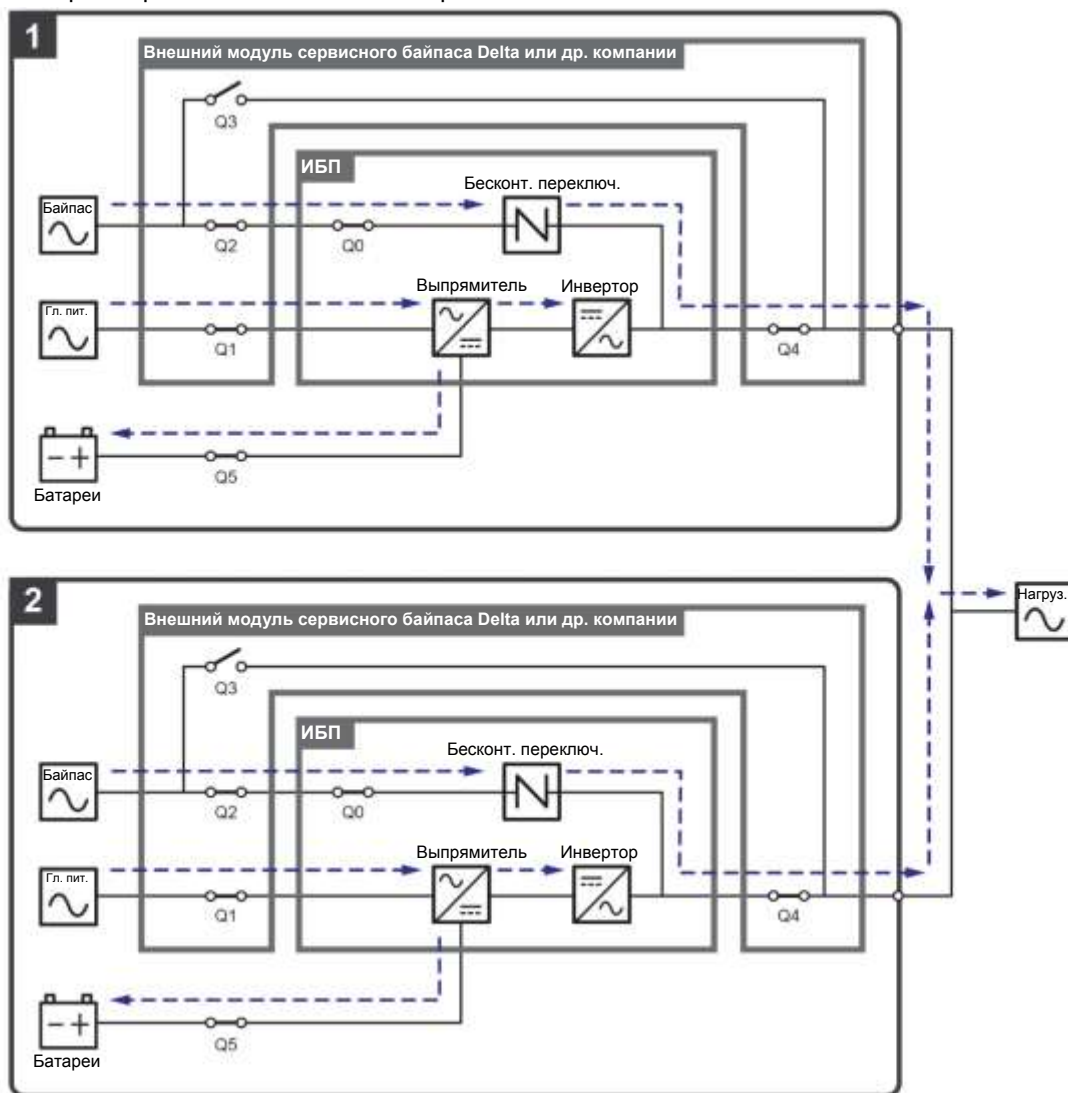 1
Внешний модуль сервисного байпаса Delta или др. компании
Q3
ИБП
Бесконт. переключ.
Байпас
Q2
Q0
Выпрямитель
Инвертор
Гл. пит.
Q1
Q4
Q5
Батареи
Нагруз.
2
Внешний модуль сервисного байпаса Delta или др. компании
Q3
ИБП
Бесконт. переключ.
Байпас
Q2
Q0
Выпрямитель
Инвертор
Гл. пит.
Q1
Q4
Q5
Батареи